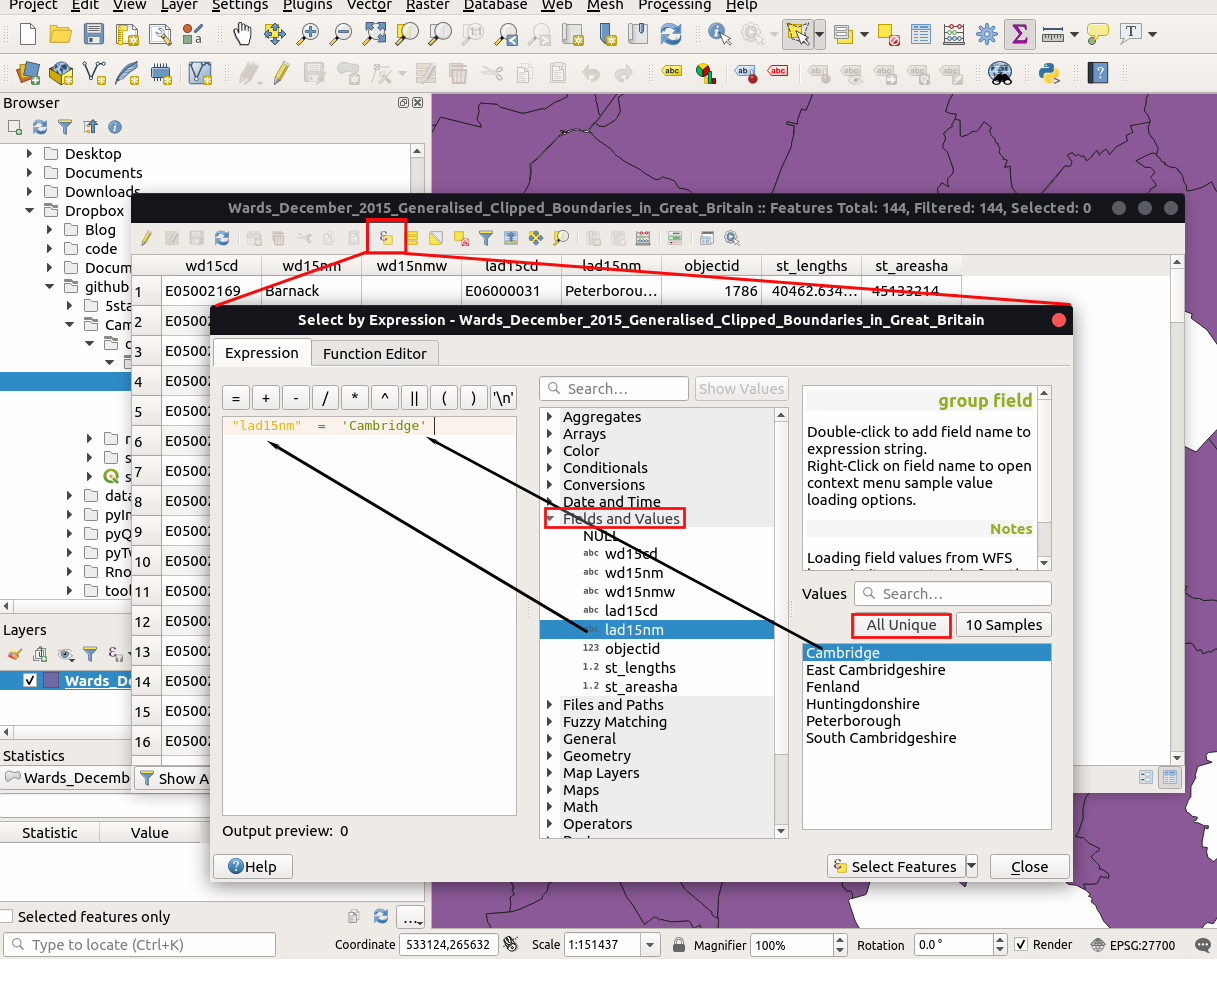 Project Edit View Layer Settings Plugins Vector Raster Database Web Mesh Processing Help
Browser
Desktop
Documents
Downloads
Dropbox
Blog
code
Docum
github
5sta
Cam
data
pyIn
pyQ
pyTv
Rno
tool
Layers
Wards_De
Statistics
Wards_Decemb
Statistic Value
Selected features only
Wards_December_2015_Generalised_Clipped_Boundaries_in_Great_Britain :: Features Total: 144, Filtered: 144, Selected: 0
wd15cd wd15nm wd15nmw lad15cd lad15nm objectid st_lengths st_areasha
1 E05002169 Barnack E06000031 Peterborou... 1786 40462.634... 45133214
2 E0500
3 E0500
4 E0500
5 E0500
6 E0500
7 E0500
8 E0500
9 E0500
10 E0500
11 E0500
12 E0500
13 E0500
14 E0500
15 E0500
16 E0500
Show A
Select by Expression - Wards_December_2015_Generalised_Clipped_Boundaries_in_Great_Britain
Expression Function Editor
= + - / * ^ || ( ) '\n'
"lad15nm" = 'Cambridge'
Output preview: 0
Search... Show Values
Aggregates
Arrays
Color
Conditionals
Conversions
Date and Time
Fields and Values
NULL
abc wd15cd
abc wd15nm
abc wd15nmw
abc lad15cd
abc lad15nm
123 objectid
1.2 st_lengths
1.2 st_areasha
Files and Paths
Fuzzy Matching
General
Geometry
Map Layers
Maps
Math
Operators
group field
Double-click to add field name to
expression string.
Right-Click on field name to open
context menu sample value
loading options.
Notes
Loading field values from WFS
Values Search...
All Unique 10 Samples
Cambridge
East Cambridgeshire
Fenland
Huntingdonshire
Peterborough
South Cambridgeshire
Help Select Features Close
Type to locate (Ctrl+K) Coordinate 533124,265632 Scale 1:151437 Magnifier 100% Rotation 0.0 ° Render EPSG:27700